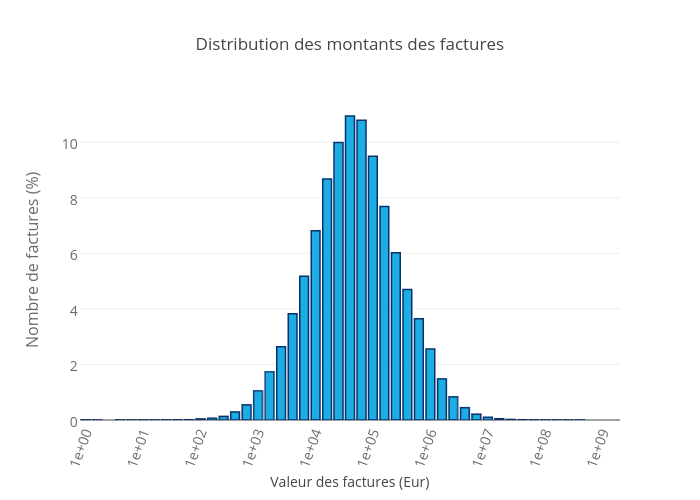 Distribution des montants des factures
Nombre de factures (%)
10
8
6
4
2
0
1e+00
1e+01
1e+02
1e+03
1e+04
1e+05
1e+06
1e+07
1e+08
1e+09
Valeur des factures (Eur)